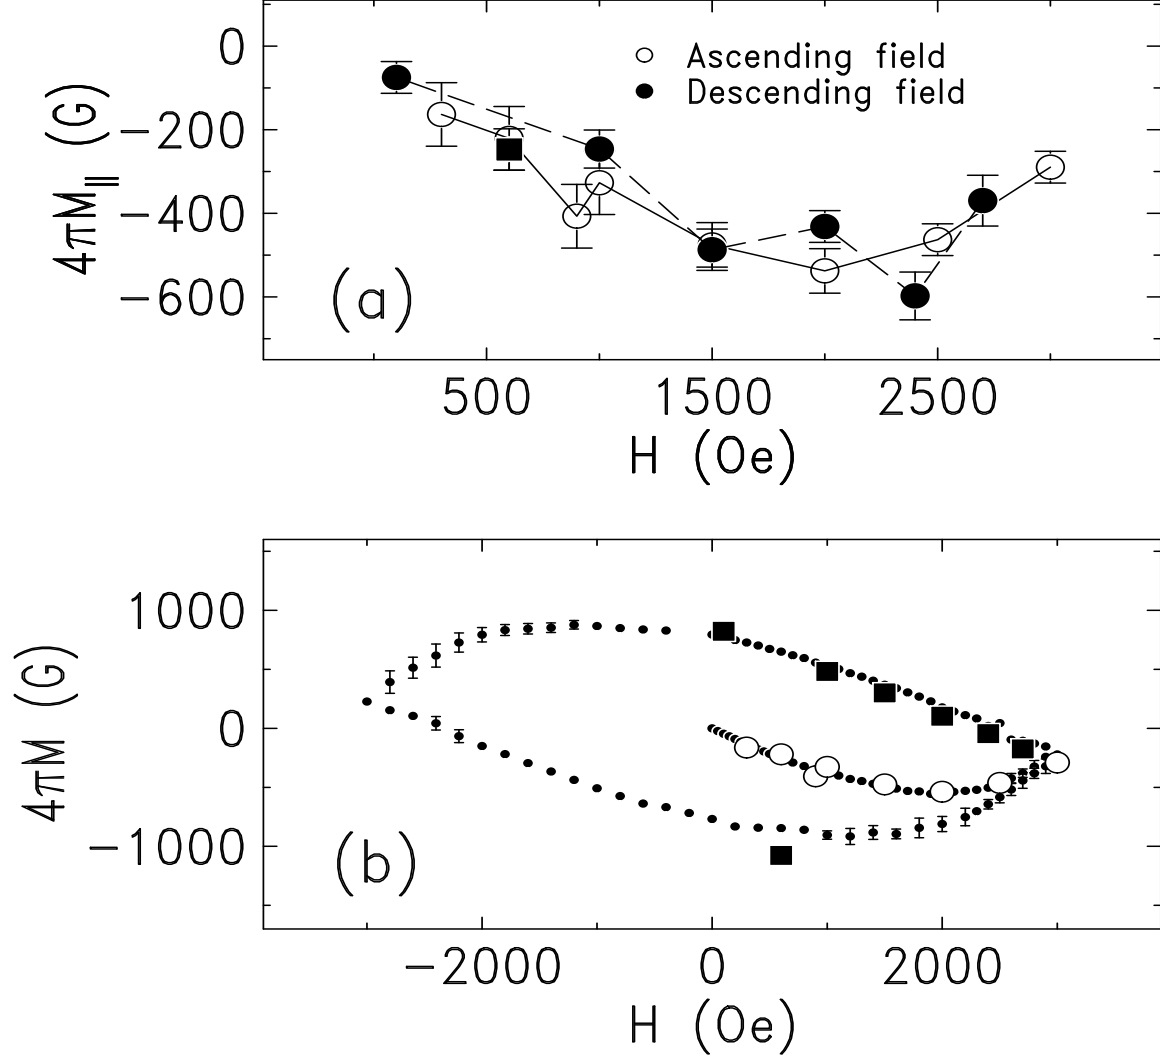 0
−200
−400
−600
4πM∥ (G)
Ascending field
Descending field
(a)
500 1500 2500
H (Oe)
1000
0
−1000
4πM (G)
(b)
−2000 0 2000
H (Oe)